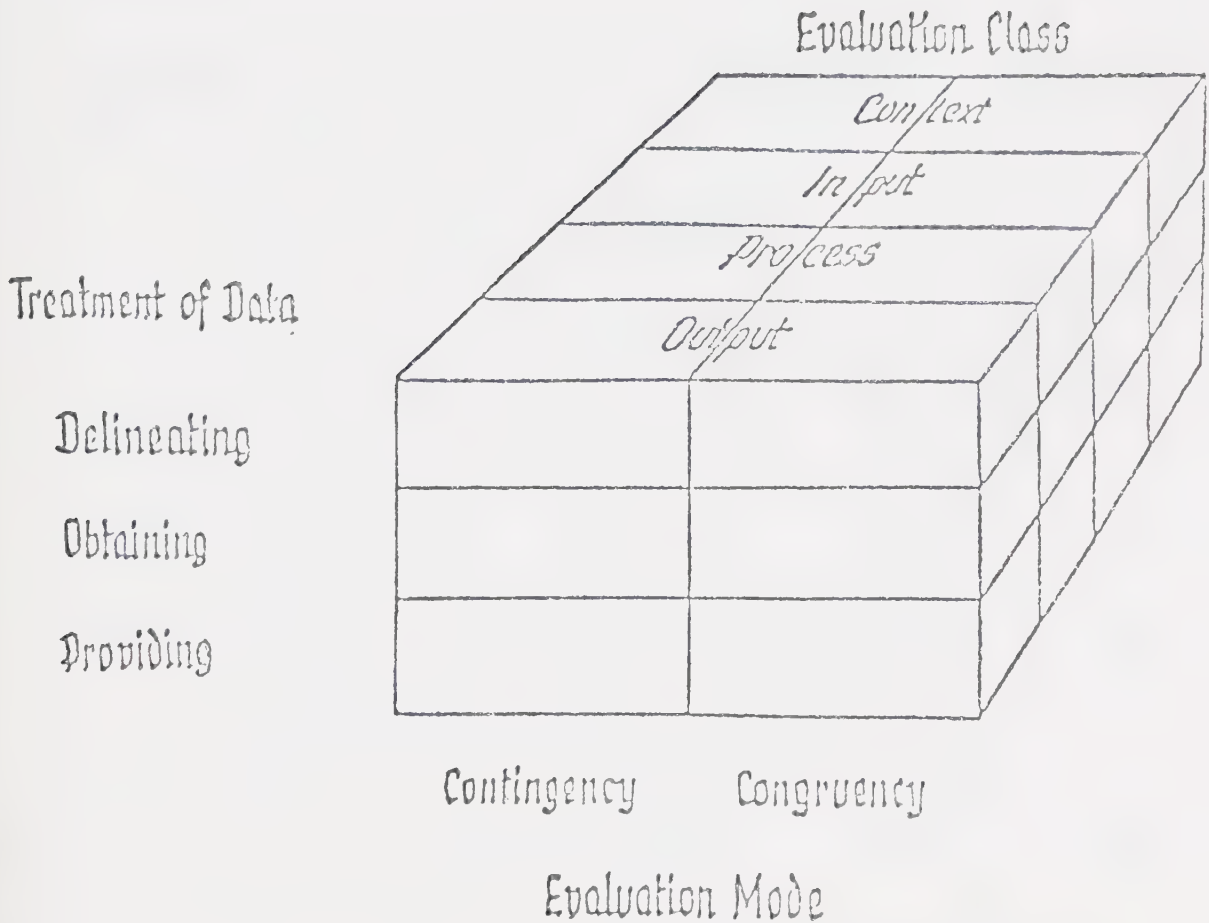 Evaluation Class
Context
Input
Process
Output
Treatment of Data
Delineating
Obtaining
Providing
Contingency Congruency
Evaluation Mode